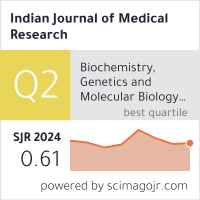 Indian Journal of Medical
Research
Q2
Biochemistry,
Genetics and
Molecular Biology...
best quartile
SJR 2024
0.61
powered by scimagojr.com